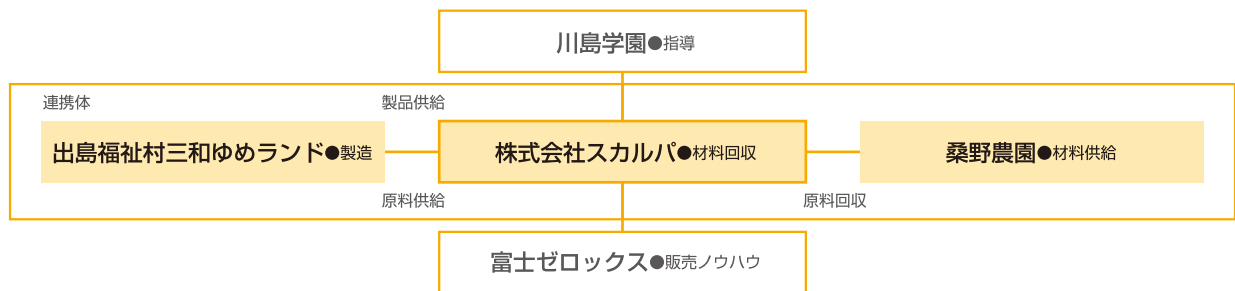 川島学園●指導
連携体
製品供給
出島福祉村三和ゆめランド●製造
株式会社スカルパ●材料回収
桑野農園●材料供給
原料供給
原料回収
富士ゼロックス●販売ノウハウ